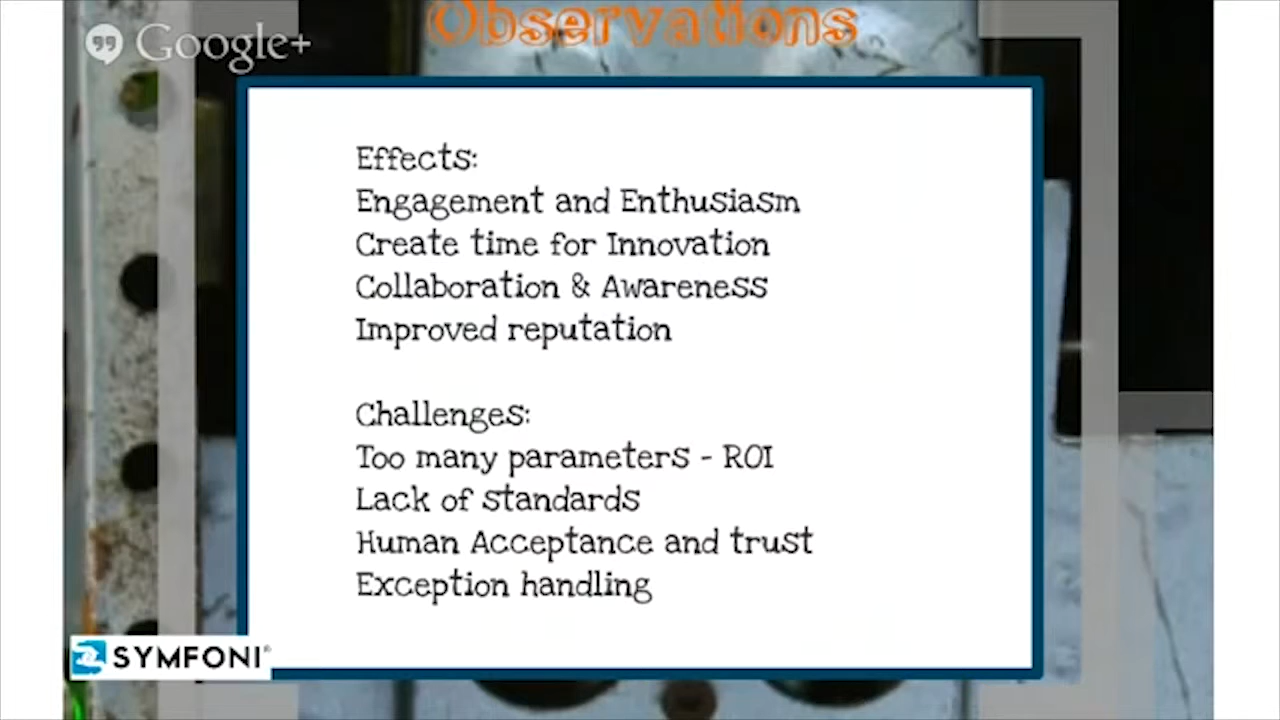 Observations
Google+
Effects:
Engagement and Enthusiasm
Create time for Innovation
Collaboration & Awareness
Improved reputation
Challenges:
Too many parameters - ROI
Lack of standards
Human Acceptance and trust
Exception handling
SYMFONI®